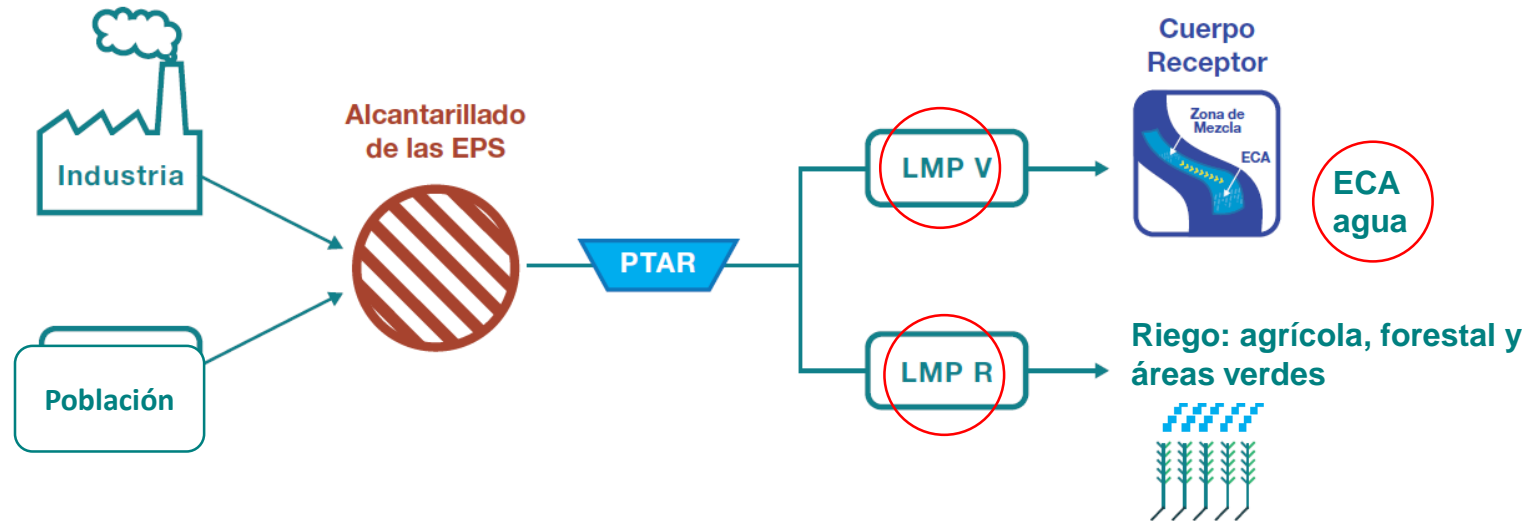 Industria
Población
Alcantarillado
de las EPS
PTAR
LMP V
LMP R
Cuerpo
Receptor
Zona de
Mezcla
ECA
ECA
agua
Riego: agrícola, forestal y
áreas verdes